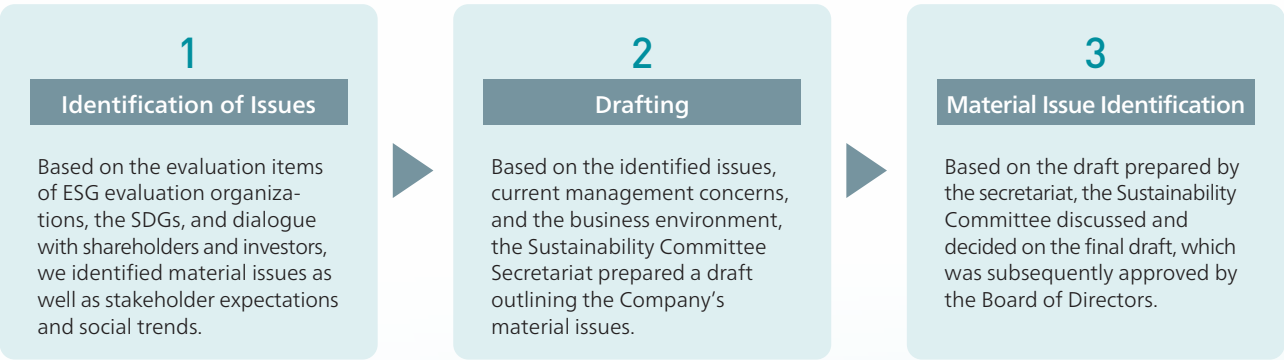 1
Identification of Issues
Based on the evaluation items
of ESG evaluation organiza-
tions, the SDGs, and dialogue
with shareholders and investors,
we identified material issues as
well as stakeholder expectations
and social trends.
2
Drafting
Based on the identified issues,
current management concerns,
and the business environment,
the Sustainability Committee
Secretariat prepared a draft
outlining the Company’s
material issues.
3
Material Issue Identification
Based on the draft prepared by
the secretariat, the Sustainability
Committee discussed and
decided on the final draft, which
was subsequently approved by
the Board of Directors.